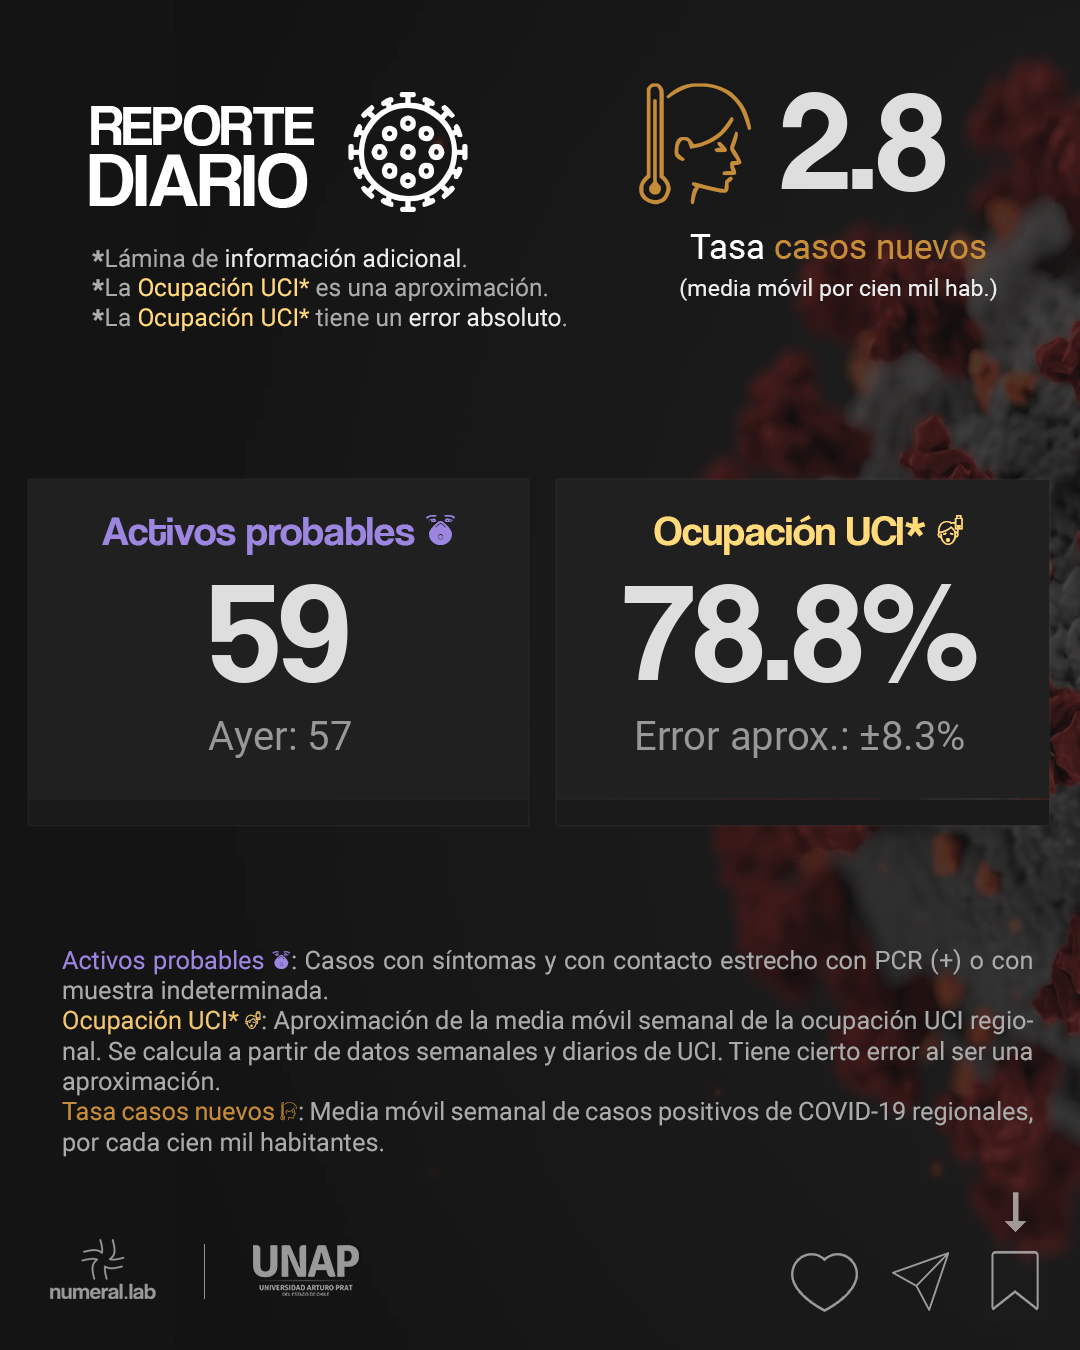 REPORTE
DIARIO
*Lámina de información adicional.
*La Ocupación UCI* es una aproximación.
*La Ocupación UCI* tiene un error absoluto.
2.8
Tasa casos nuevos
(media móvil por cien mil hab.)
Activos probables
59
Ayer: 57
Ocupación UCI*
78.8%
Error aprox.: ±8.3%
Activos probables : Casos con síntomas y con contacto estrecho con PCR (+) o con
muestra indeterminada.
Ocupación UCI* : Aproximación de la media móvil semanal de la ocupación UCI regio-
nal. Se calcula a partir de datos semanales y diarios de UCI. Tiene cierto error al ser una
aproximación.
Tasa casos nuevos : Media móvil semanal de casos positivos de COVID-19 regionales,
por cada cien mil habitantes.
numeral.lab
UNAP
UNIVERSIDAD ARTURO PRAT
DEL ESTADO DE CHILE